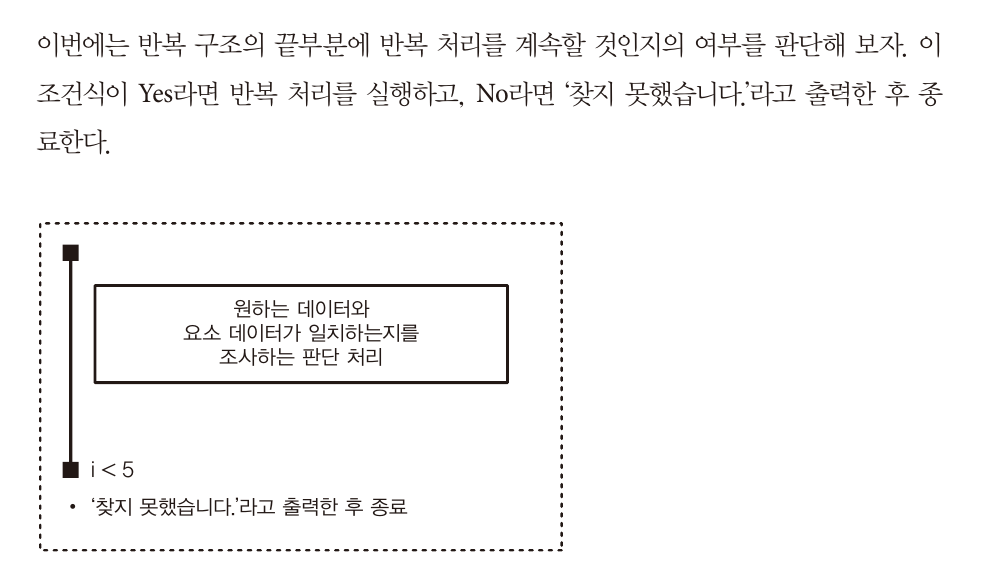 이번에는 반복 구조의 끝부분에 반복 처리를 계속할 것인지의 여부를 판단해 보자. 이
조건식이 Yes라면 반복 처리를 실행하고, No라면 ‘찾지 못했습니다.’라고 출력한 후 종
료한다.
원하는 데이터와
요소 데이터가 일치하는지를
조사하는 판단 처리
i < 5
• ‘찾지 못했습니다.’라고 출력한 후 종료